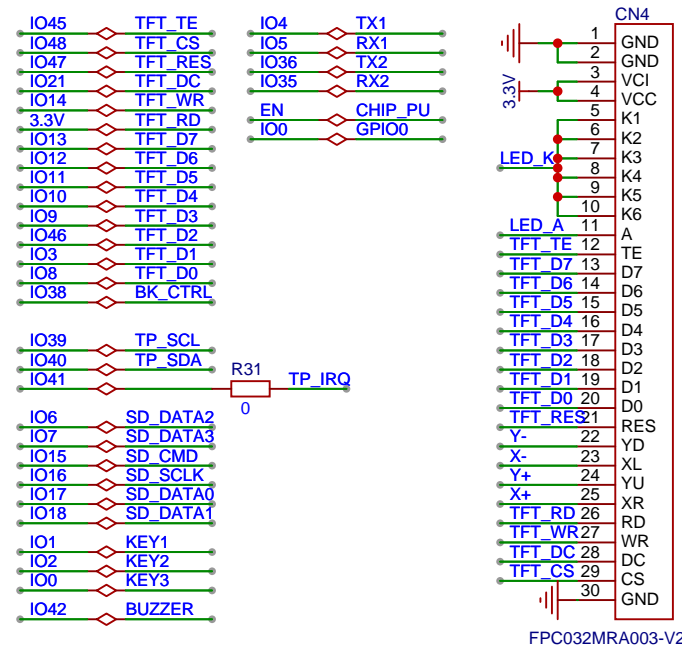 IO45 TFT_TE
IO48 TFT_CS
IO47 TFT_RES
IO21 TFT_DC
IO14 TFT_WR
3.3V TFT_RD
IO13 TFT_D7
IO12 TFT_D6
IO11 TFT_D5
IO10 TFT_D4
IO9 TFT_D3
IO46 TFT_D2
IO3 TFT_D1
IO8 TFT_D0
IO38 BK_CTRL
IO39 TP_SCL
IO40 TP_SDA
IO41 R31 TP_IRQ
0
IO6 SD_DATA2
IO7 SD_DATA3
IO15 SD_CMD
IO16 SD_SCLK
IO17 SD_DATA0
IO18 SD_DATA1
IO1 KEY1
IO2 KEY2
IO0 KEY3
IO42 BUZZER
IO4 TX1
IO5 RX1
IO36 TX2
IO35 RX2
EN CHIP_PU
IO0 GPIO0
CN4
1 GND
2 GND
3.3V
3 VCI
4 VCC
5 K1
6 K2
7 K3
LED_K
8 K4
9 K5
10 K6
LED_A 11 A
TFT_TE 12 TE
TFT_D7 13 D7
TFT_D6 14 D6
TFT_D5 15 D5
TFT_D4 16 D4
TFT_D3 17 D3
TFT_D2 18 D2
TFT_D1 19 D1
TFT_D0 20 D0
TFT_RES 21 RES
Y- 22 YD
X- 23 XL
Y+ 24 YU
X+ 25 XR
TFT_RD 26 RD
TFT_WR 27 WR
TFT_DC 28 DC
TFT_CS 29 CS
30 GND
FPC032MRA003-V2